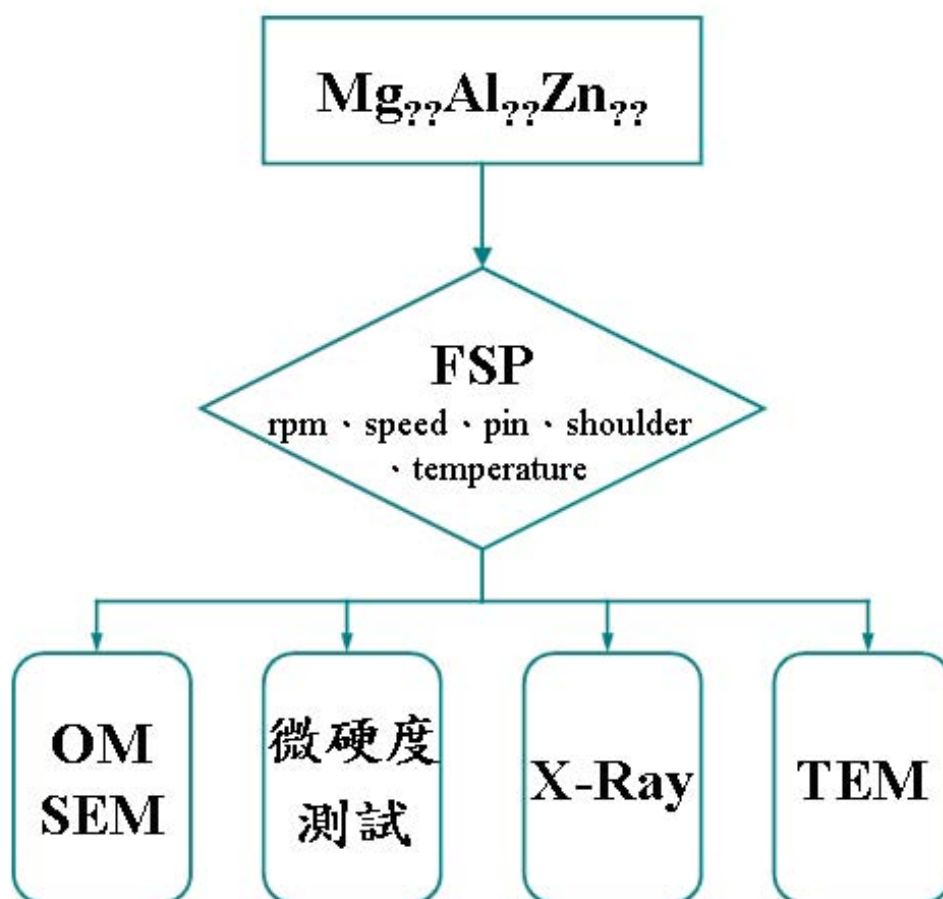 Mg??Al??Zn??
FSP
rpm、speed、pin、shoulder
、temperature
OM
SEM
微硬度
測試
X-Ray
TEM